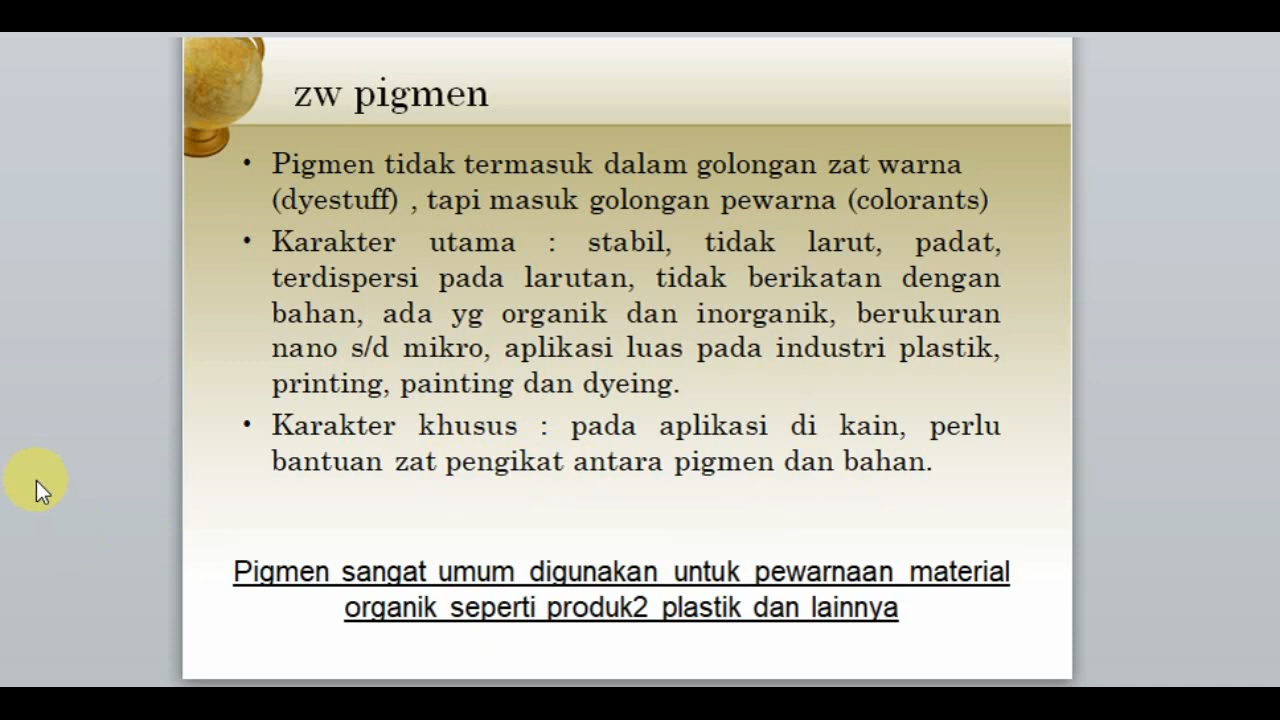 zw pigmen
• Pigmen tidak termasuk dalam golongan zat warna
(dyestuff) , tapi masuk golongan pewarna (colorants)
• Karakter utama : stabil, tidak larut, padat,
terdispersi pada larutan, tidak berikatan dengan
bahan, ada yg organik dan inorganik, berukuran
nano s/d mikro, aplikasi luas pada industri plastik,
printing, painting dan dyeing.
• Karakter khusus : pada aplikasi di kain, perlu
bantuan zat pengikat antara pigmen dan bahan.
Pigmen sangat umum digunakan untuk pewarnaan material
organik seperti produk2 plastik dan lainnya